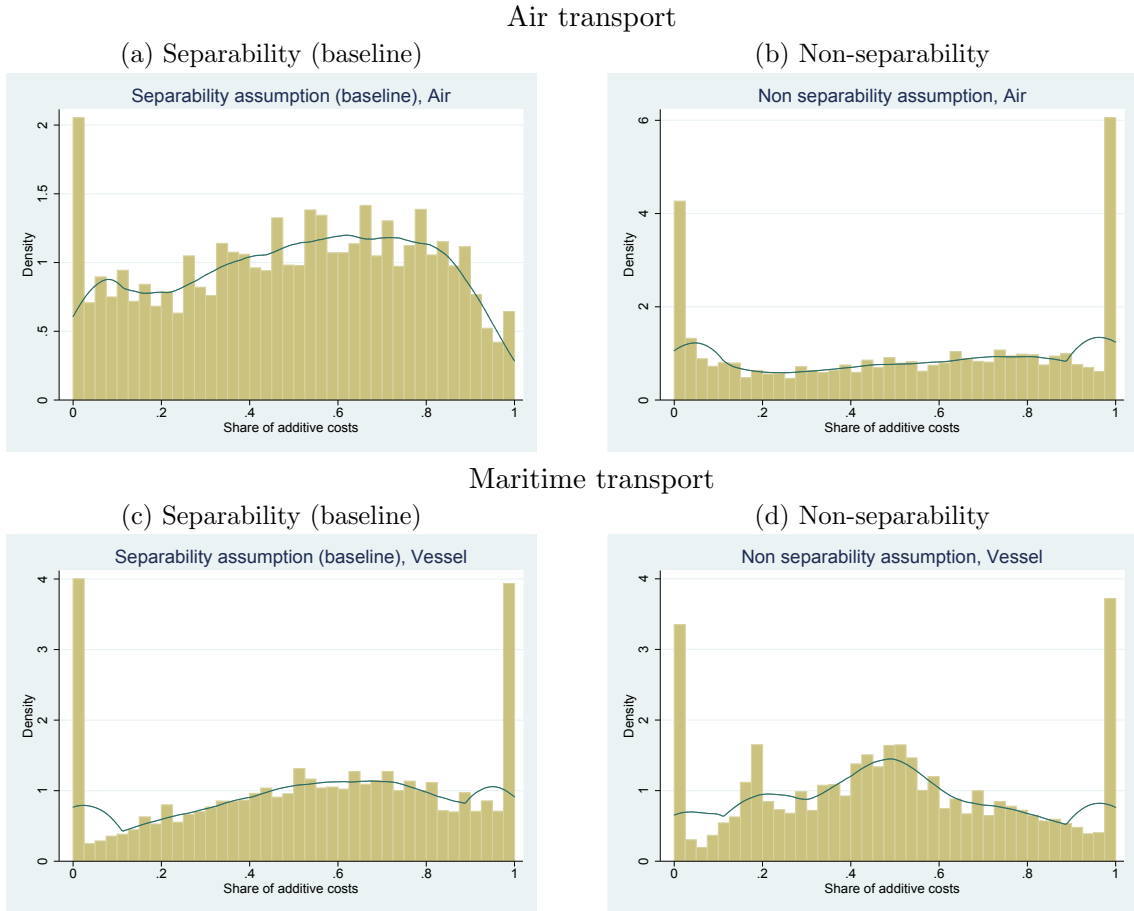 Air transport
(a) Separability (baseline)
(b) Non-separability
Separability assumption (baseline), Air
Density
2
1.5
1
.5
0
0 .2 .4 .6 .8 1
Share of additive costs
Non separability assumption, Air
Density
6
4
2
0
0 .2 .4 .6 .8 1
Share of additive costs
Maritime transport
(c) Separability (baseline)
(d) Non-separability
Separability assumption (baseline), Vessel
Density
4
3
2
1
0
0 .2 .4 .6 .8 1
Share of additive costs
Non separability assumption, Vessel
Density
4
3
2
1
0
0 .2 .4 .6 .8 1
Share of additive costs